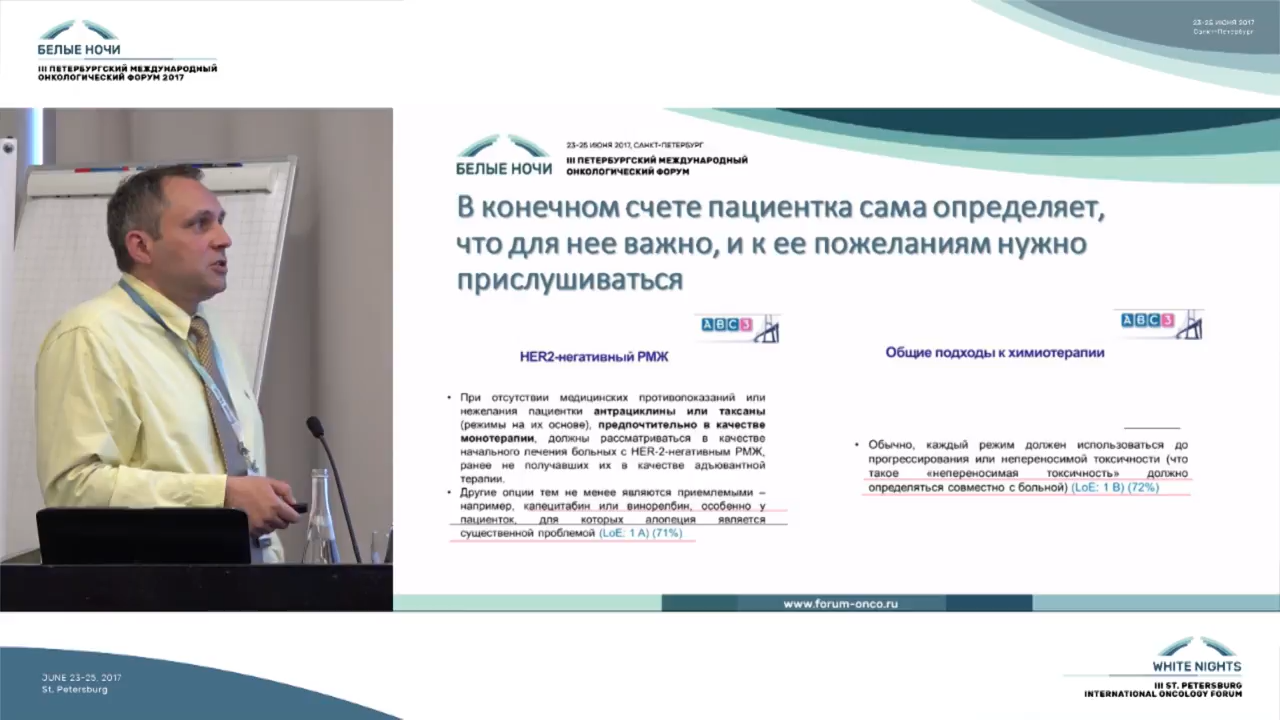 БЕЛЫЕ НОЧИ
III ПЕТЕРБУРГСКИЙ МЕЖДУНАРОДНЫЙ
ОНКОЛОГИЧЕСКИЙ ФОРУМ 2017
23–25 ИЮНЯ 2017
Санкт-Петербург
БЕЛЫЕ НОЧИ
23–25 ИЮНЯ 2017, САНКТ-ПЕТЕРБУРГ
III ПЕТЕРБУРГСКИЙ МЕЖДУНАРОДНЫЙ
ОНКОЛОГИЧЕСКИЙ ФОРУМ
В конечном счете пациентка сама определяет,
что для нее важно, и к ее пожеланиям нужно
прислушиваться
ABC3
HER2-негативный РМЖ
• При отсутствии медицинских противопоказаний или
нежелания пациентки антрациклины или таксаны
(режимы на их основе), предпочтительно в качестве
монотерапии, должны рассматриваться в качестве
начального лечения больных с HER-2-негативным РМЖ,
ранее не получавших их в качестве адъювантной
терапии.
• Другие опции тем не менее являются приемлемыми –
например, капецитабин или винорелбин, особенно у
пациенток, для которых алопеция является
существенной проблемой (LoE: 1 A) (71%)
ABC3
Общие подходы к химиотерапии
• Обычно, каждый режим должен использоваться до
прогрессирования или непереносимой токсичности (что
такое «непереносимая токсичность» должно
определяться совместно с больной) (LoE: 1 B) (72%)
www.forum-onco.ru
JUNE 23–25, 2017
St. Petersburg
WHITE NIGHTS
III ST. PETERSBURG
INTERNATIONAL ONCOLOGY FORUM